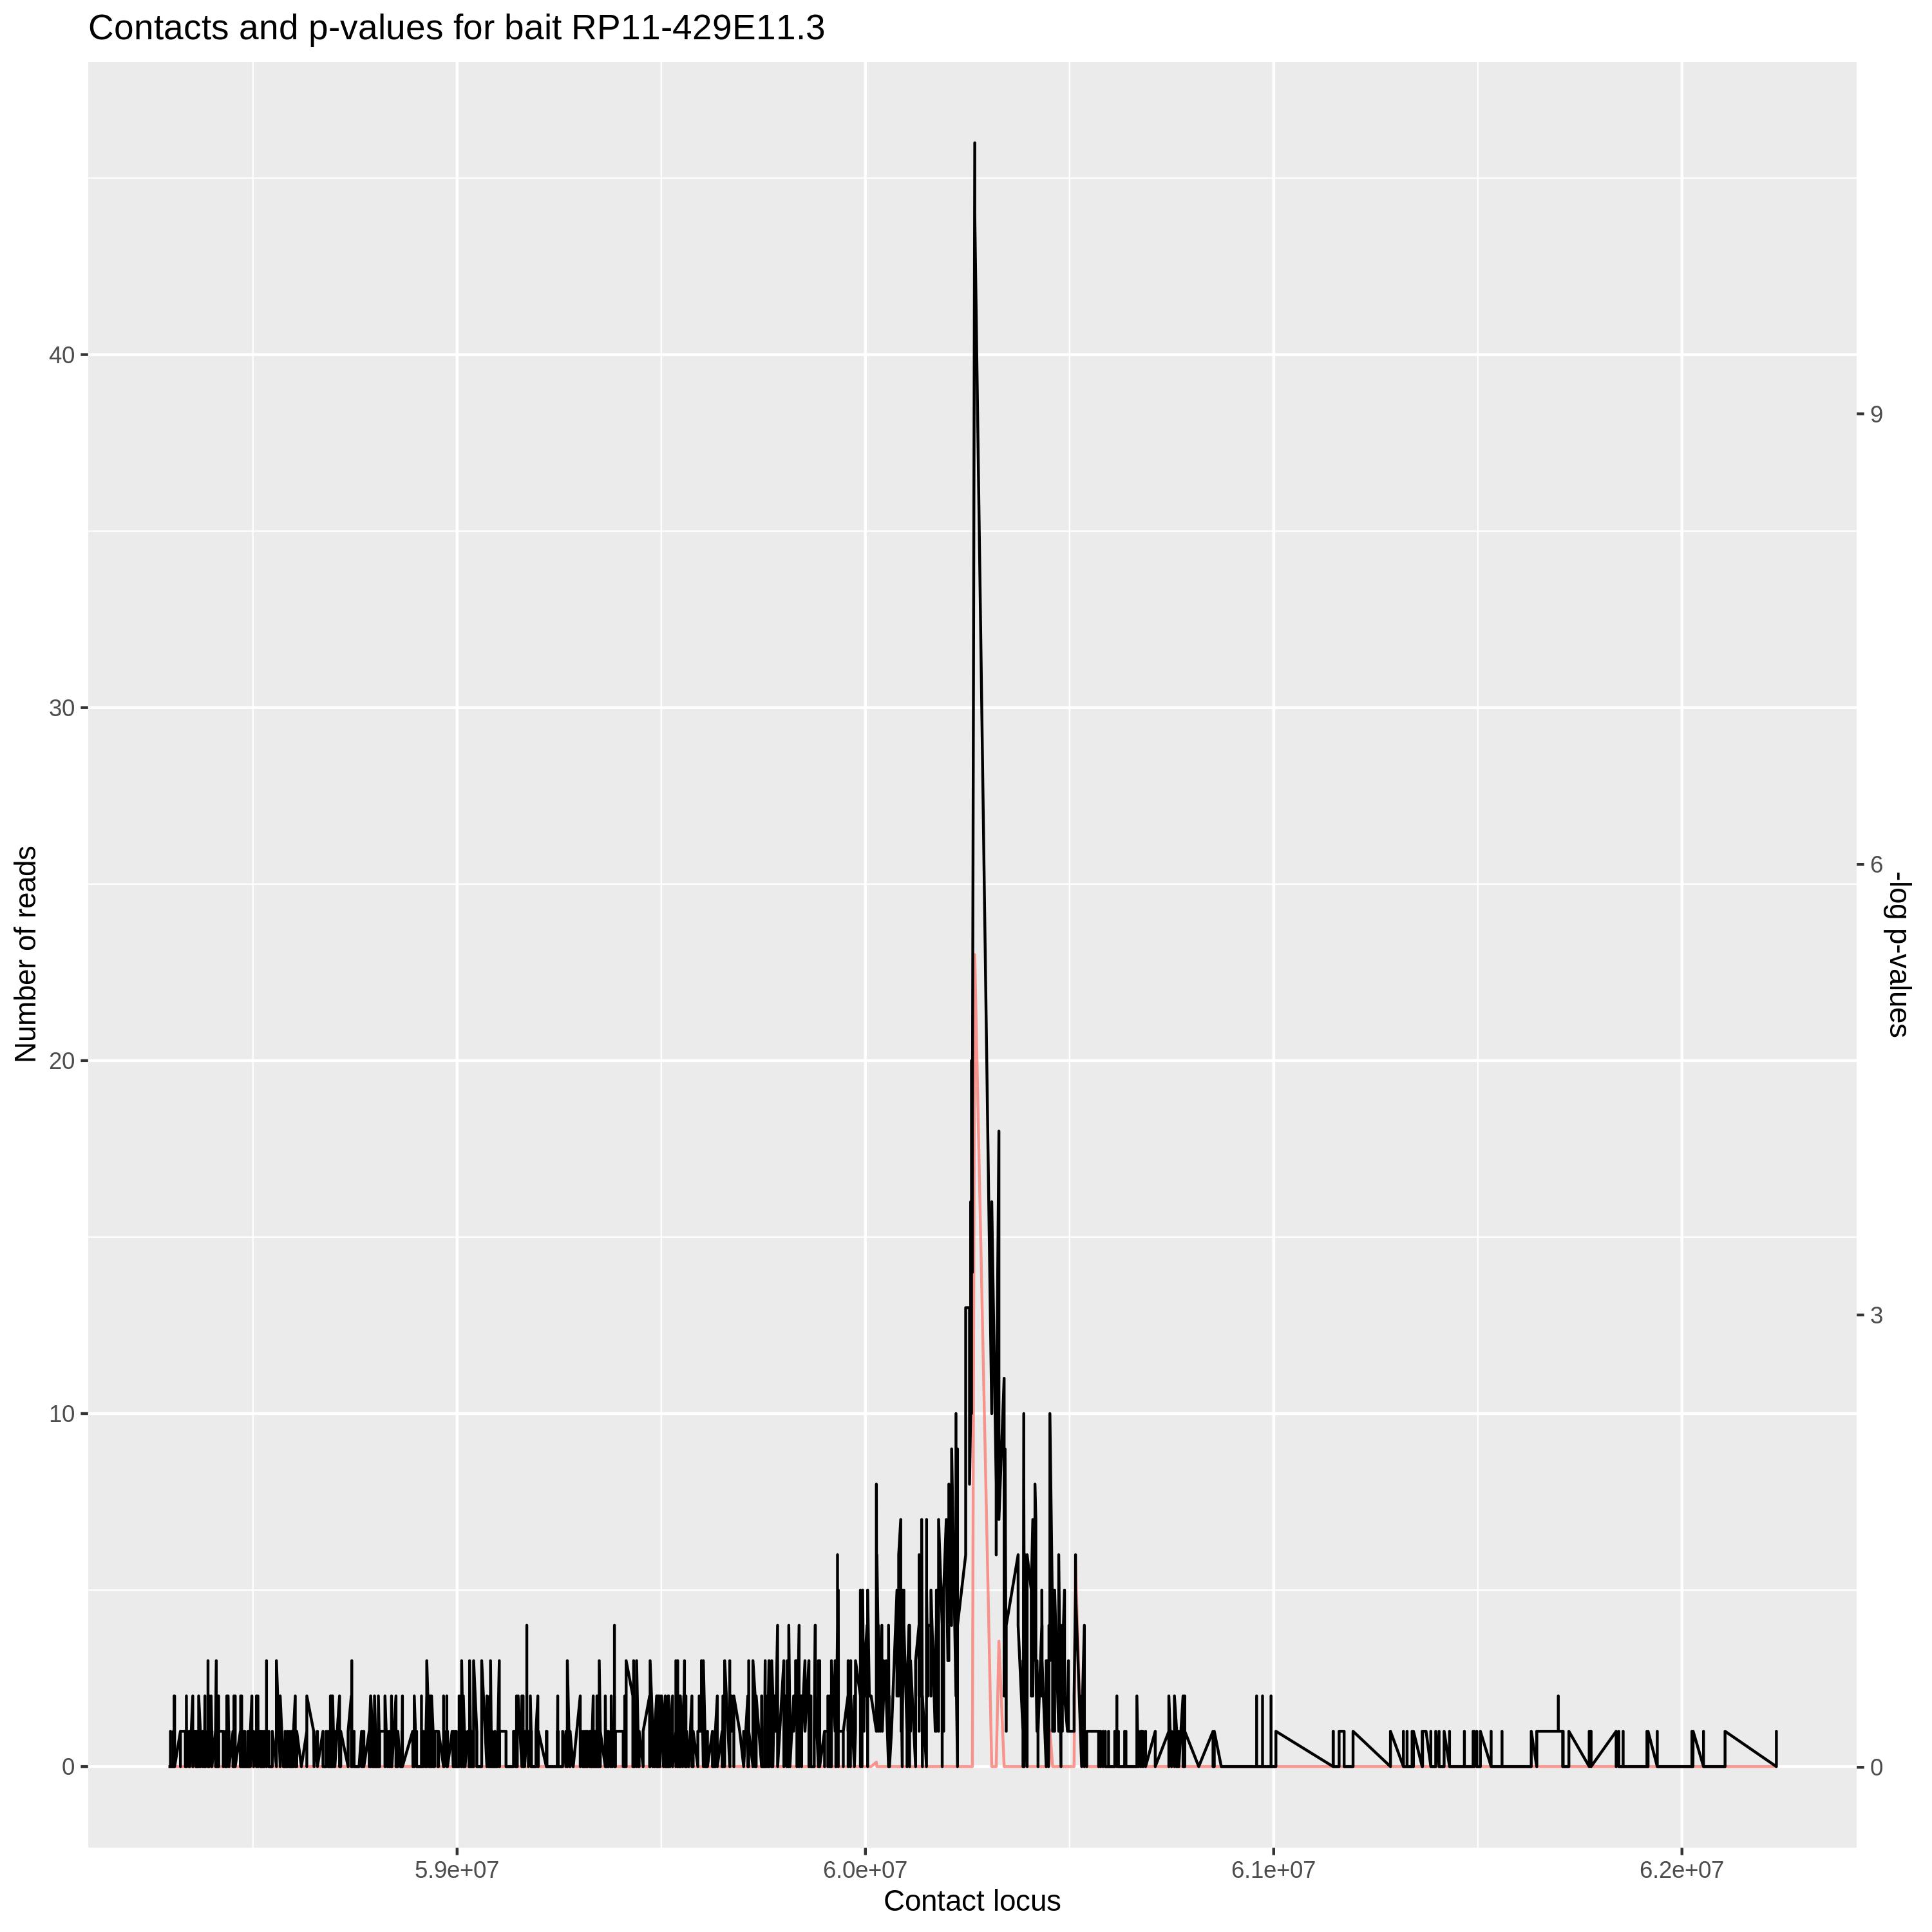 Contacts and p-values for bait RP11-429E11.3
Number of reads
40
30
20
10
0
9
6
3
0
-log p-values
5.9e+07
6.0e+07
6.1e+07
6.2e+07
Contact locus